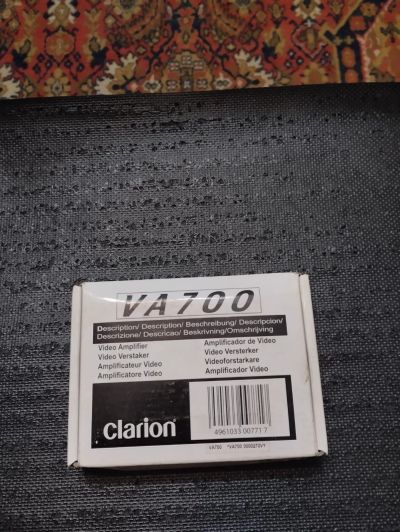 VA700
Description/ Description/ Beschreibung/ Descripcion/
Descrizione/ Descricao/ Beskrivning/Omschrijving
Video Amplifier
Video Verstaker
Amplificateur Video
Amplificatore Video
Amplificador de Video
Video Versterker
Videoforstarkare
Amplificador Video
clarion
4961033 00771 7
VA700